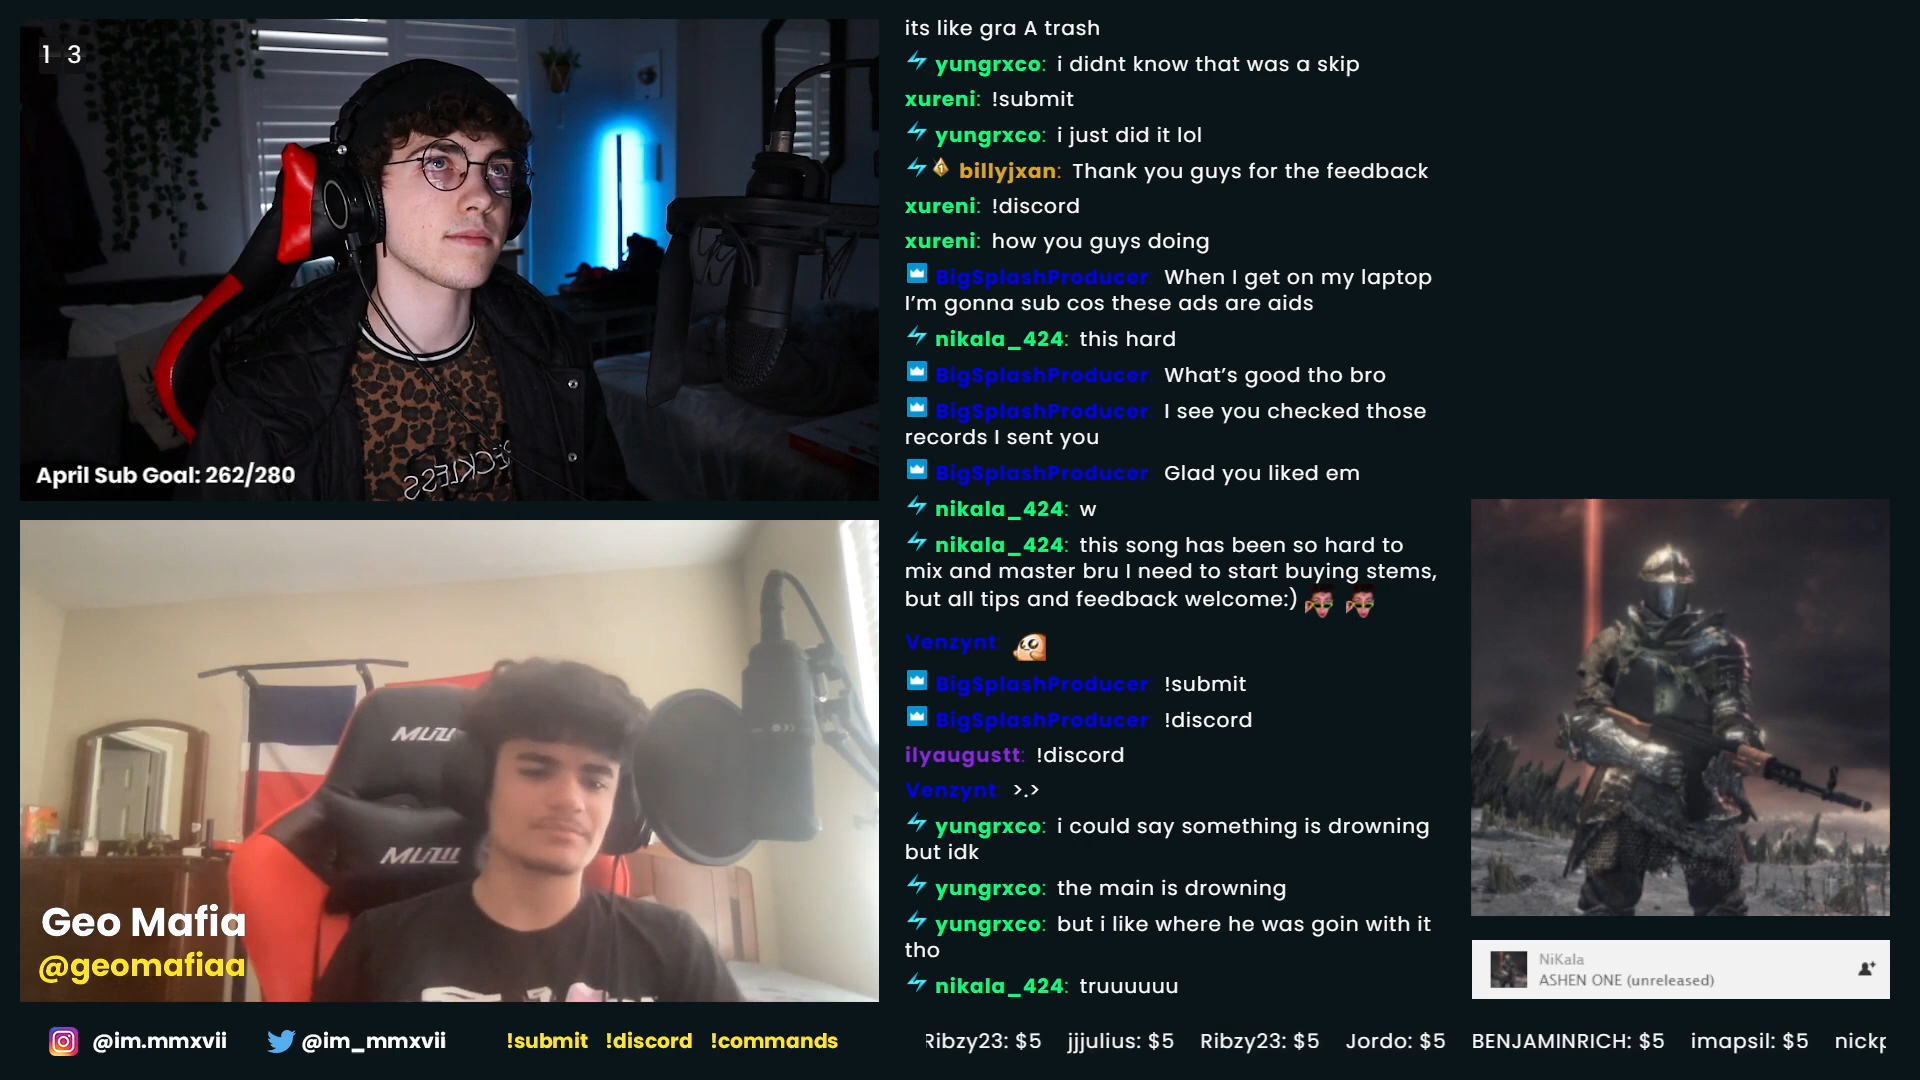 1 3
April Sub Goal: 262/280
RECKLESS
MUZII
Geo Mafia
@geomafiaa
@im.mmxvii
@im_mmxvii
!submit
!discord
!commands
its like gra A trash
yungrxco: i didnt know that was a skip
xureni: !submit
yungrxco: i just did it lol
billyjxan: Thank you guys for the feedback
xureni: !discord
xureni: how you guys doing
BigSplashProducer: When I get on my laptop
I'm gonna sub cos these ads are aids
nikala_424: this hard
BigSplashProducer: What's good tho bro
BigSplashProducer: I see you checked those
records I sent you
BigSplashProducer: Glad you liked em
nikala_424: w
nikala_424: this song has been so hard to
mix and master bru I need to start buying stems,
but all tips and feedback welcome:)
Venzynt:
BigSplashProducer: !submit
BigSplashProducer: !discord
ilyaugustt: !discord
Venzynt: >.>
yungrxco: i could say something is drowning
but idk
yungrxco: the main is drowning
yungrxco: but i like where he was goin with it
tho
nikala_424: truuuuuu
NiKala
ASHEN ONE (unreleased)
Ribzy23: $5 jjjulius: $5 Ribzy23: $5 Jordo: $5 BENJAMINRICH: $5 imapsil: $5 nickp